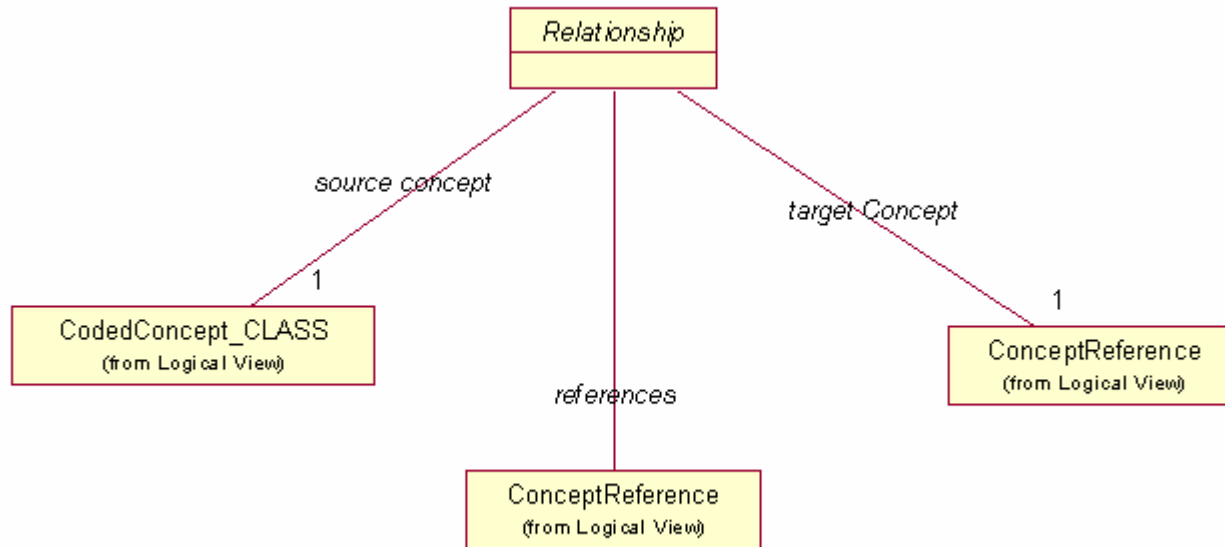 Relationship
source concept
target Concept
1
1
CodedConcept_CLASS
(from Logical View)
ConceptReference
(from Logical View)
references
ConceptReference
(from Logical View)